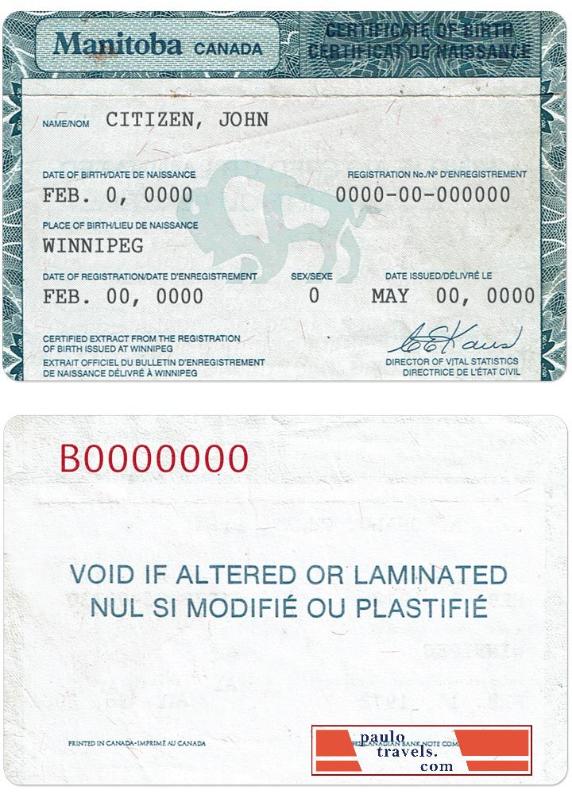 Manitoba CANADA
CERTIFICATE OF BIRTH
CERTIFICAT DE NAISSANCE
NAME/NOM CITIZEN, JOHN
DATE OF BIRTH/DATE DE NAISSANCE REGISTRATION No./Nº D'ENREGISTREMENT
FEB. 0, 0000 0000-00-000000
PLACE OF BIRTH/LIEU DE NAISSANCE
WINNIPEG
DATE OF REGISTRATION/DATE D'ENREGISTREMENT SEX/SEXE DATE ISSUED/DÉLIVRÉ LE
FEB. 00, 0000 0 MAY 00, 0000
CERTIFIED EXTRACT FROM THE REGISTRATION
OF BIRTH ISSUED AT WINNIPEG
EXTRAIT OFFICIEL DU BULLETIN D'ENREGISTREMENT
DE NAISSANCE DÉLIVRÉ À WINNIPEG
DIRECTOR OF VITAL STATISTICS
DIRECTRICE DE L'ÉTAT CIVIL
B0000000
VOID IF ALTERED OR LAMINATED
NUL SI MODIFIÉ OU PLASTIFIÉ
PRINTED IN CANADA-IMPRIMÉ AU CANADA
CANADIAN BANK NOTE COM
paulo
travels.
com